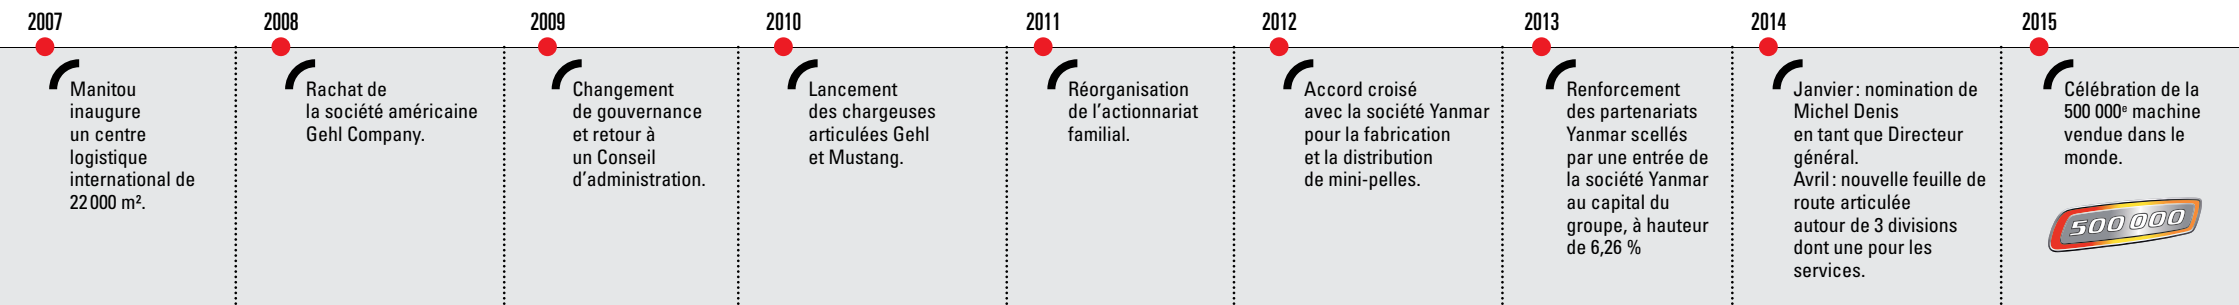 2007
Manitou
inaugure
un centre
logistique
international de
22 000 m².
2008
Rachat de
la société américaine
Gehl Company.
2009
Changement
de gouvernance
et retour à
un Conseil
d’administration.
2010
Lancement
des chargeuses
articulées Gehl
et Mustang.
2011
Réorganisation
de l’actionnariat
familial.
2012
Accord croisé
avec la société Yanmar
pour la fabrication
et la distribution
de mini-pelles.
2013
Renforcement
des partenariats
Yanmar scellés
par une entrée de
la société Yanmar
au capital du
groupe, à hauteur
de 6,26 %
2014
Janvier : nomination de
Michel Denis
en tant que Directeur
général.
Avril : nouvelle feuille de
route articulée
autour de 3 divisions
dont une pour les
services.
2015
Célébration de la
500 000ᵉ machine
vendue dans le
monde.
500 000